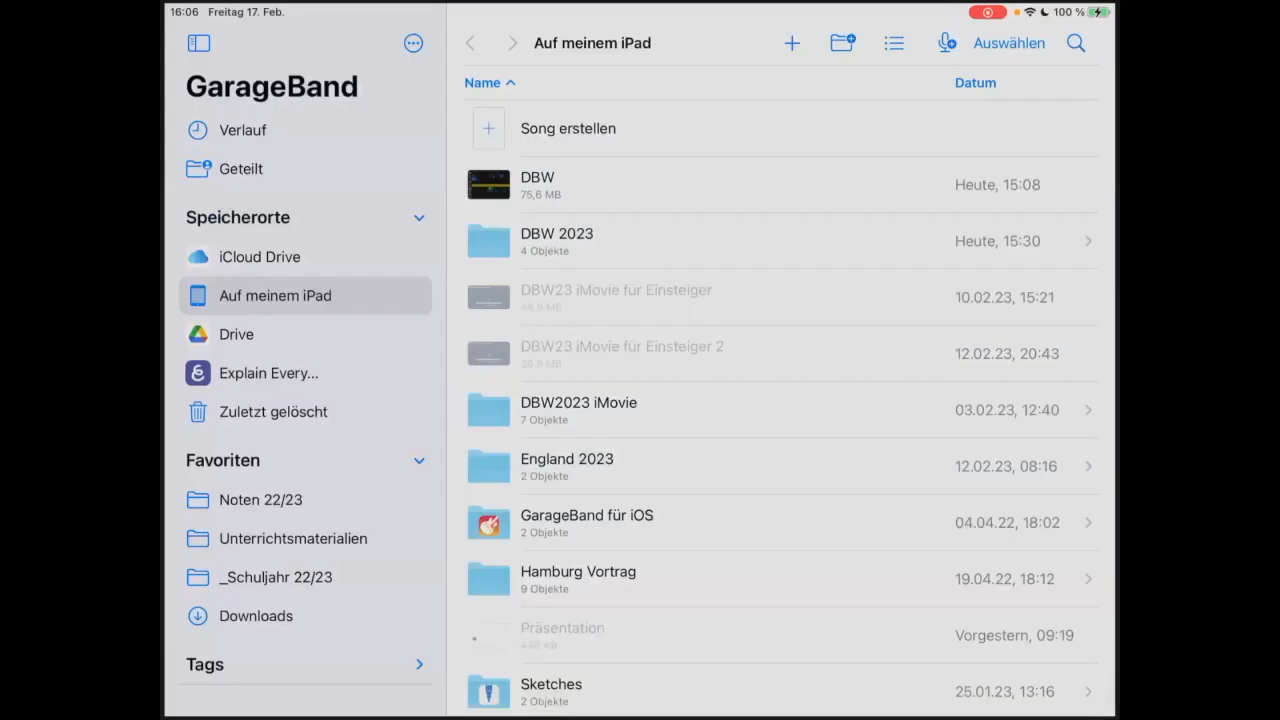 16:06 Freitag 17. Feb.
100 %
GarageBand
Verlauf
Geteilt
Speicherorte
iCloud Drive
Auf meinem iPad
Drive
Explain Every...
Zuletzt gelöscht
Favoriten
Noten 22/23
Unterrichtsmaterialien
_Schuljahr 22/23
Downloads
Tags
Auf meinem iPad
Auswählen
Name
Datum
Song erstellen
DBW
75,6 MB
Heute, 15:08
DBW 2023
4 Objekte
Heute, 15:30
DBW23 iMovie für Einsteiger
10.02.23, 15:21
DBW23 iMovie für Einsteiger 2
12.02.23, 20:43
DBW2023 iMovie
7 Objekte
03.02.23, 12:40
England 2023
2 Objekte
12.02.23, 08:16
GarageBand für iOS
2 Objekte
04.04.22, 18:02
Hamburg Vortrag
9 Objekte
19.04.22, 18:12
Präsentation
Vorgestern, 09:19
Sketches
2 Objekte
25.01.23, 13:16